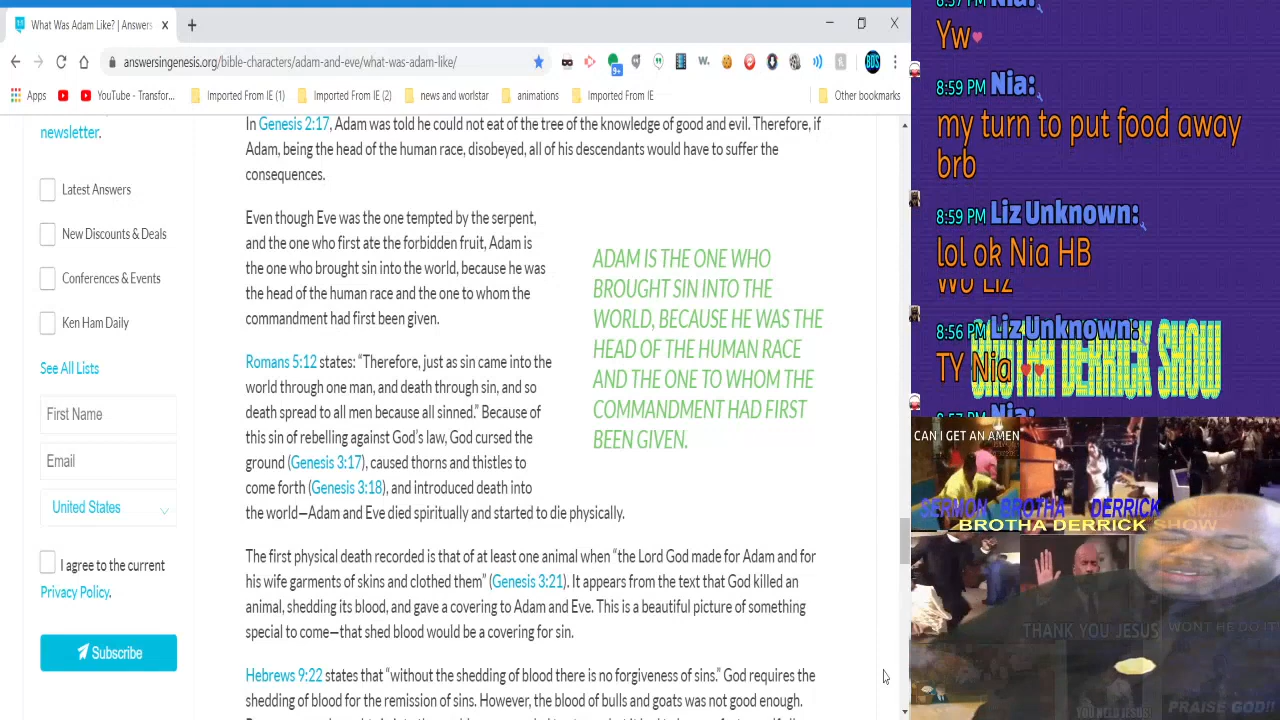 What Was Adam Like? | Answers
answersingenesis.org/bible-characters/adam-and-eve/what-was-adam-like/
9+
W.
BDS
Apps
YouTube - Transfor...
Imported From IE (1)
Imported From IE (2)
news and worlstar
animations
Imported From IE
Other bookmarks
newsletter.
Latest Answers
New Discounts & Deals
Conferences & Events
Ken Ham Daily
See All Lists
First Name
Email
United States
I agree to the current
Privacy Policy.
Subscribe
In Genesis 2:17, Adam was told he could not eat of the tree of the knowledge of good and evil. Therefore, if
Adam, being the head of the human race, disobeyed, all of his descendants would have to suffer the
consequences.
Even though Eve was the one tempted by the serpent,
and the one who first ate the forbidden fruit, Adam is
the one who brought sin into the world, because he was
the head of the human race and the one to whom the
commandment had first been given.
ADAM IS THE ONE WHO
BROUGHT SIN INTO THE
WORLD, BECAUSE HE WAS THE
HEAD OF THE HUMAN RACE
AND THE ONE TO WHOM THE
COMMANDMENT HAD FIRST
BEEN GIVEN.
Romans 5:12 states: “Therefore, just as sin came into the
world through one man, and death through sin, and so
death spread to all men because all sinned.” Because of
this sin of rebelling against God’s law, God cursed the
ground (Genesis 3:17), caused thorns and thistles to
come forth (Genesis 3:18), and introduced death into
the world—Adam and Eve died spiritually and started to die physically.
The first physical death recorded is that of at least one animal when “the Lord God made for Adam and for
his wife garments of skins and clothed them” (Genesis 3:21). It appears from the text that God killed an
animal, shedding its blood, and gave a covering to Adam and Eve. This is a beautiful picture of something
special to come—that shed blood would be a covering for sin.
Hebrews 9:22 states that “without the shedding of blood there is no forgiveness of sins.” God requires the
shedding of blood for the remission of sins. However, the blood of bulls and goats was not good enough.
8:57 PM Nia:
Yw
8:59 PM Nia:
my turn to put food away
brb
8:59 PM Liz Unknown:
lol ok Nia HB
WB Liz
8:56 PM Liz Unknown:
TY Nia
BROTHA DERRICK SHOW
8:57 PM Nia:
CAN I GET AN AMEN
SERMON BROTHA DERRICK
BROTHA DERRICK SHOW
THANK YOU JESUS
WONT HE DO IT
YOU NEED JESUS!
PRAISE GOD!!